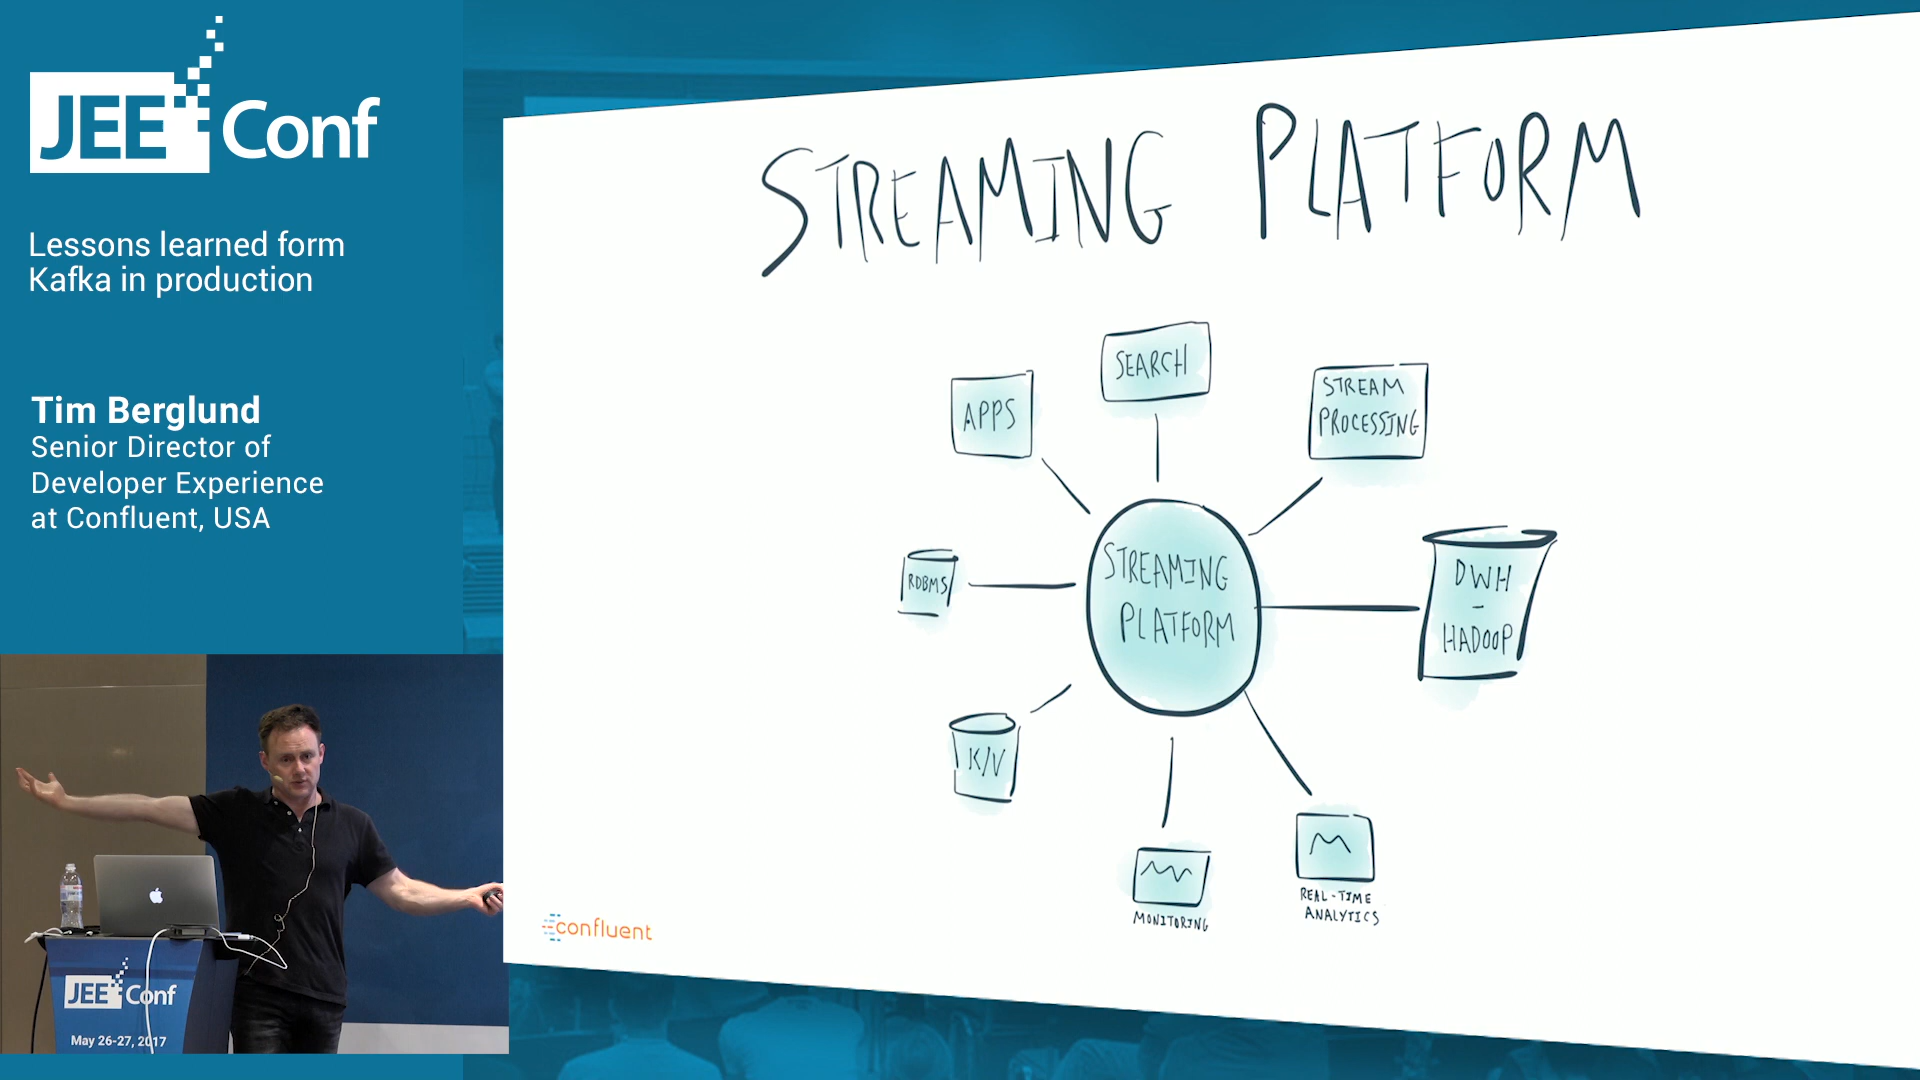 JEE Conf
Lessons learned form
Kafka in production
Tim Berglund
Senior Director of
Developer Experience
at Confluent, USA
JEE Conf
May 26-27, 2017
STREAMING PLATFORM
SEARCH
APPS
STREAM
PROCESSING
STREAMING
PLATFORM
RDBMS
DWH
-
HADOOP
K/V
MONITORING
REAL-TIME
ANALYTICS
confluent